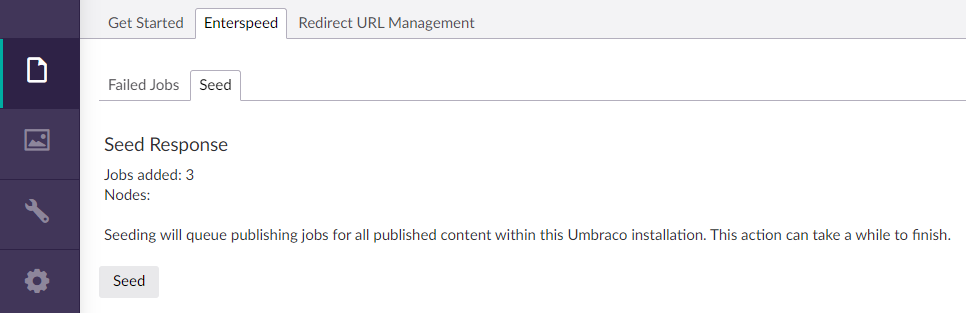 Get Started Enterspeed Redirect URL Management
Failed Jobs Seed
Seed Response
Jobs added: 3
Nodes:
Seeding will queue publishing jobs for all published content within this Umbraco installation. This action can take a while to finish.
Seed